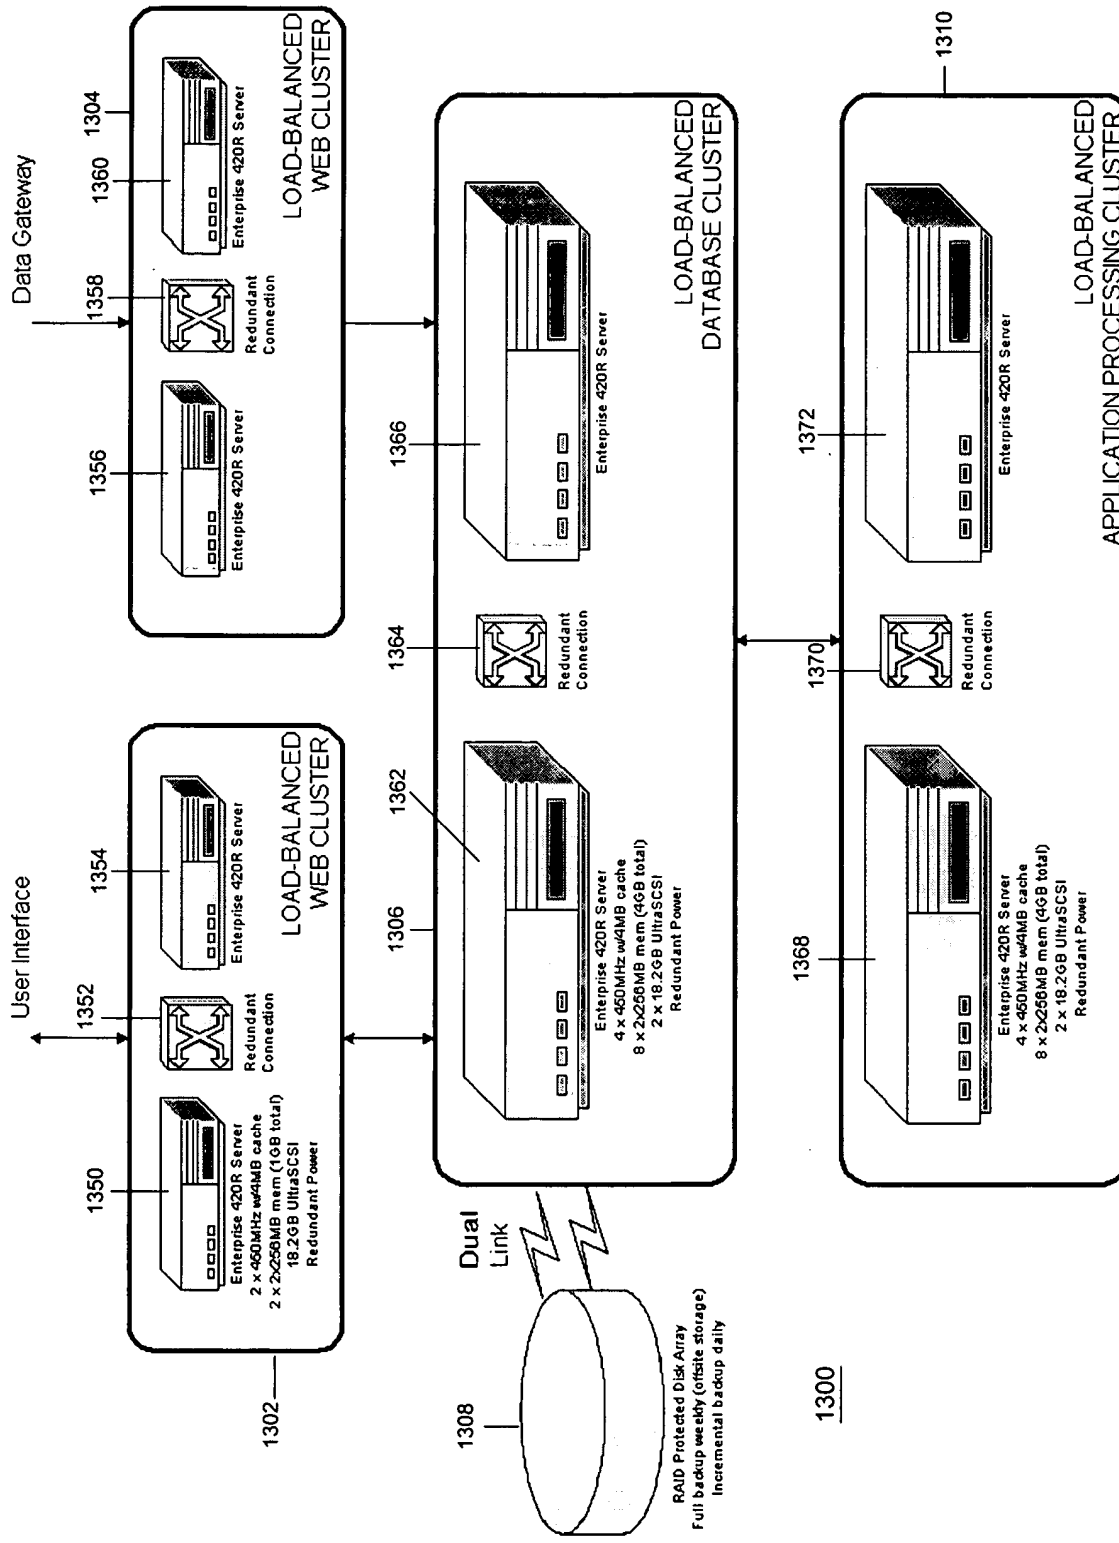 User Interface
Data Gateway
1350
1352
1354
1356
1358
1360
1304
Enterprise 420R Server
2 x 450MHz w/4MB cache
2 x 2x256MB mem (1GB total)
18.2GB UltraSCSI
Redundant Power
Redundant
Connection
Enterprise 420R Server
LOAD-BALANCED
WEB CLUSTER
1302
Enterprise 420R Server
Redundant
Connection
Enterprise 420R Server
LOAD-BALANCED
WEB CLUSTER
1306
1362
1364
1366
Enterprise 420R Server
4 x 450MHz w/4MB cache
8 x 2x256MB mem (4GB total)
2 x 18.2GB UltraSCSI
Redundant Power
Redundant
Connection
Enterprise 420R Server
LOAD-BALANCED
DATABASE CLUSTER
Dual
Link
1308
RAID Protected Disk Array
Full backup weekly (offsite storage)
Incremental backup daily
1368
1370
1372
1310
Enterprise 420R Server
4 x 450MHz w/4MB cache
8 x 2x256MB mem (4GB total)
2 x 18.2GB UltraSCSI
Redundant Power
Redundant
Connection
Enterprise 420R Server
LOAD-BALANCED
APPLICATION PROCESSING CLUSTER
1300